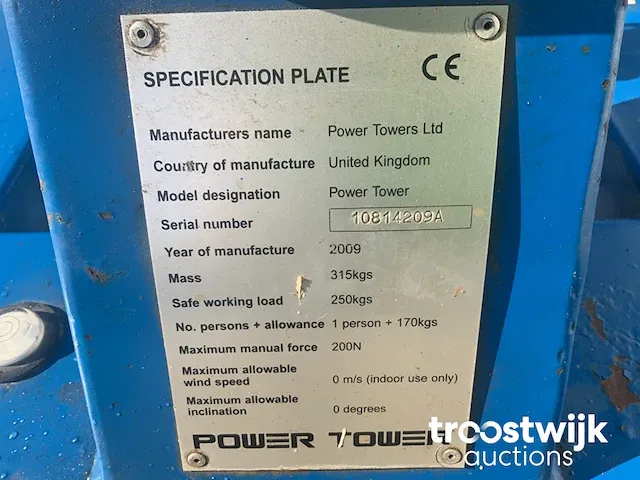 SPECIFICATION PLATE CE
Manufacturers name Power Towers Ltd
Country of manufacture United Kingdom
Model designation Power Tower
Serial number 10814209A
Year of manufacture 2009
Mass 315kgs
Safe working load 250kgs
No. persons + allowance 1 person + 170kgs
Maximum manual force 200N
Maximum allowable
wind speed 0 m/s (indoor use only)
Maximum allowable
inclination 0 degrees
POWER TOWER
troostwijk
auctions